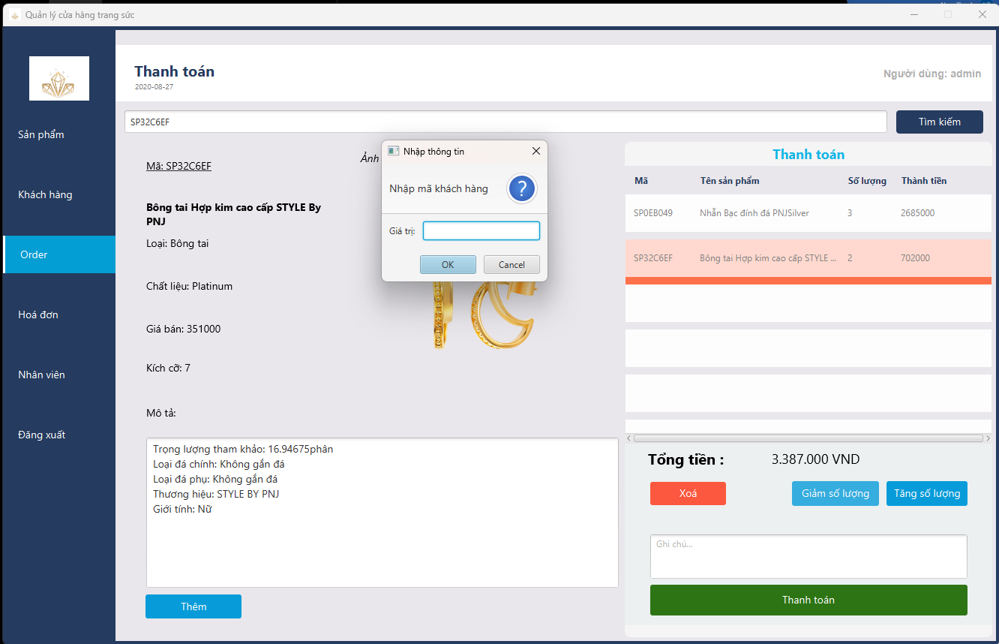 Quản lý cửa hàng trang sức
Thanh toán
2020-08-27
Người dùng: admin
Sản phẩm
Khách hàng
Order
Hoá đơn
Nhân viên
Đăng xuất
SP32C6EF
Tìm kiếm
Mã: SP32C6EF
Ảnh
Bông tai Hợp kim cao cấp STYLE By
PNJ
Loại: Bông tai
Chất liệu: Platinum
Giá bán: 351000
Kích cỡ: 7
Mô tả:
Trọng lượng tham khảo: 16.94675phân
Loại đá chính: Không gắn đá
Loại đá phụ: Không gắn đá
Thương hiệu: STYLE BY PNJ
Giới tính: Nữ
Thêm
Nhập thông tin
Nhập mã khách hàng
?
Giá trị:
OK
Cancel
Thanh toán
Mã Tên sản phẩm Số lượng Thành tiền
SP0EB049 Nhẫn Bạc đính đá PNJSilver 3 2685000
SP32C6EF Bông tai Hợp kim cao cấp STYLE ... 2 702000
Tổng tiền : 3.387.000 VND
Xoá
Giảm số lượng
Tăng số lượng
Ghi chú...
Thanh toán